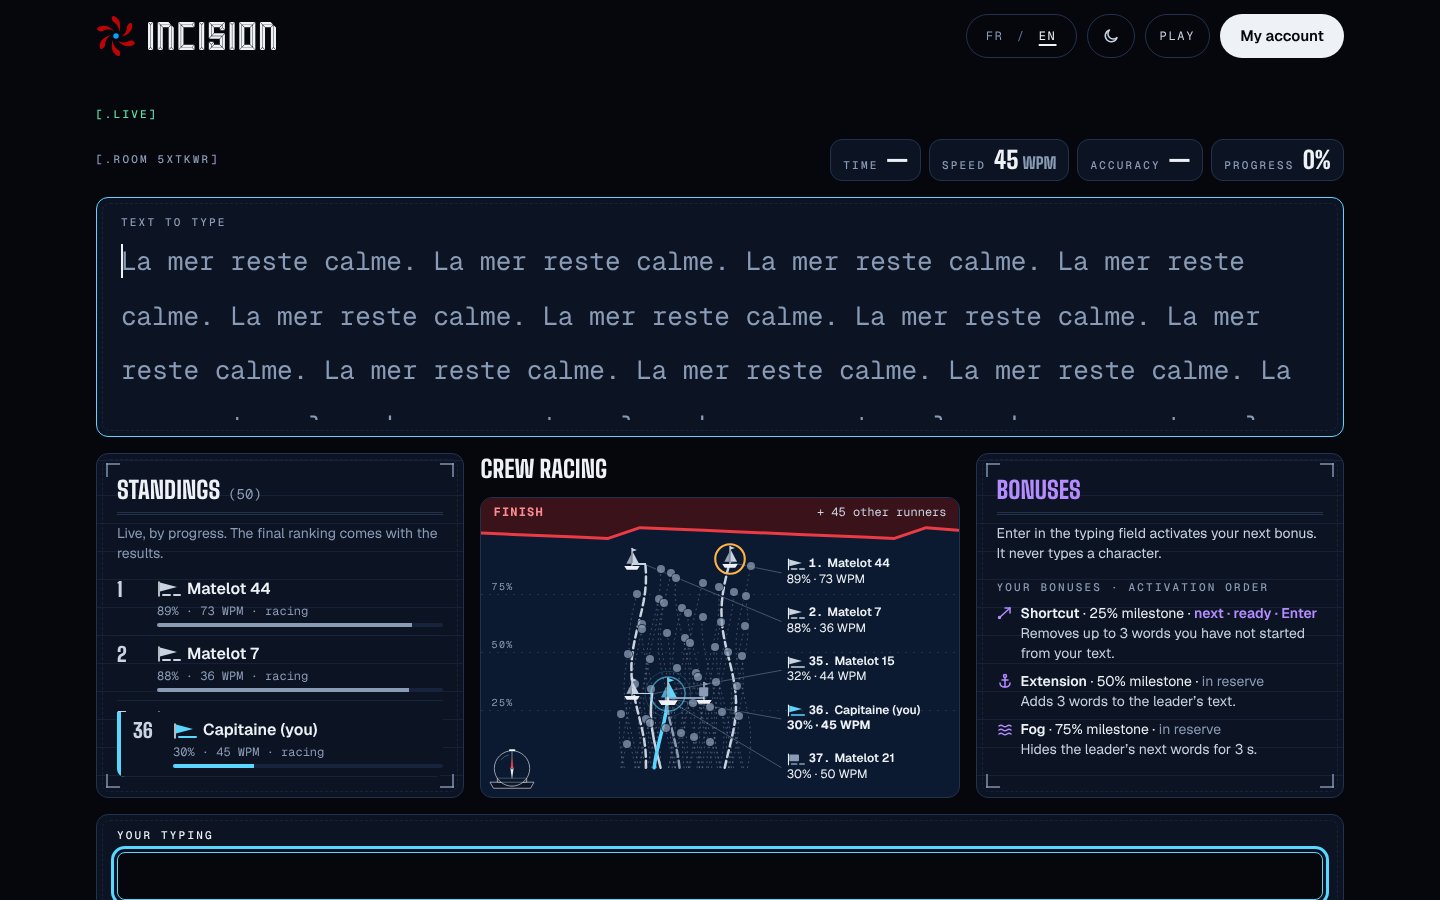 INCISION
FR / EN
PLAY
My account
[.LIVE]
[.ROOM 5XTKWR]
TIME —
SPEED 45 WPM
ACCURACY —
PROGRESS 0%
TEXT TO TYPE
La mer reste calme. La mer reste calme. La mer reste calme. La mer reste
calme. La mer reste calme. La mer reste calme. La mer reste calme. La mer
reste calme. La mer reste calme. La mer reste calme. La mer reste calme. La
STANDINGS (50)
Live, by progress. The final ranking comes with the
results.
1 Matelot 44
89% · 73 WPM · racing
2 Matelot 7
88% · 36 WPM · racing
36 Capitaine (you)
30% · 45 WPM · racing
CREW RACING
FINISH
+ 45 other runners
75%
50%
25%
1. Matelot 44
89% · 73 WPM
2. Matelot 7
88% · 36 WPM
35. Matelot 15
32% · 44 WPM
36. Capitaine (you)
30% · 45 WPM
37. Matelot 21
30% · 50 WPM
BONUSES
Enter in the typing field activates your next bonus.
It never types a character.
YOUR BONUSES · ACTIVATION ORDER
Shortcut · 25% milestone · next · ready · Enter
Removes up to 3 words you have not started
from your text.
Extension · 50% milestone · in reserve
Adds 3 words to the leader's text.
Fog · 75% milestone · in reserve
Hides the leader's next words for 3 s.
YOUR TYPING